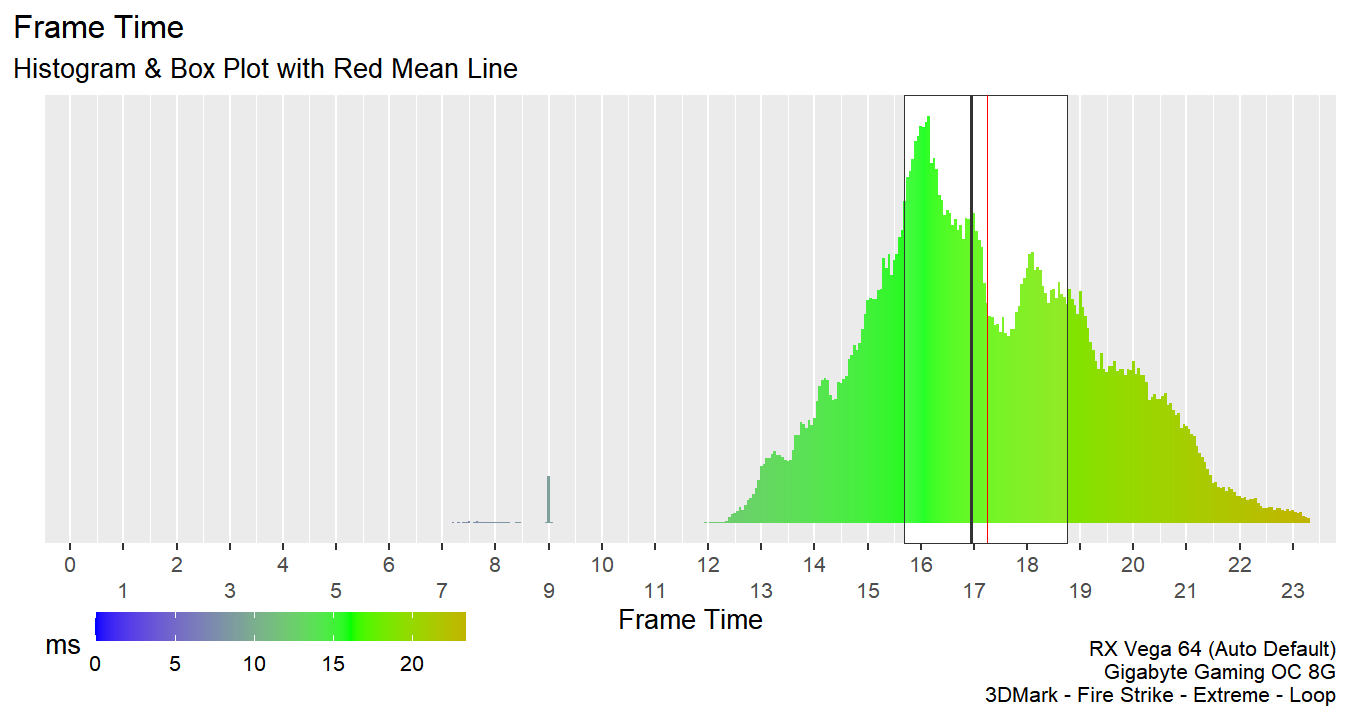 Frame Time
Histogram & Box Plot with Red Mean Line
0 2 4 6 8 10 12 14 16 18 20 22
1 3 5 7 9 11 13 15 17 19 21 23
Frame Time
ms
0 5 10 15 20
RX Vega 64 (Auto Default)
Gigabyte Gaming OC 8G
3DMark - Fire Strike - Extreme - Loop